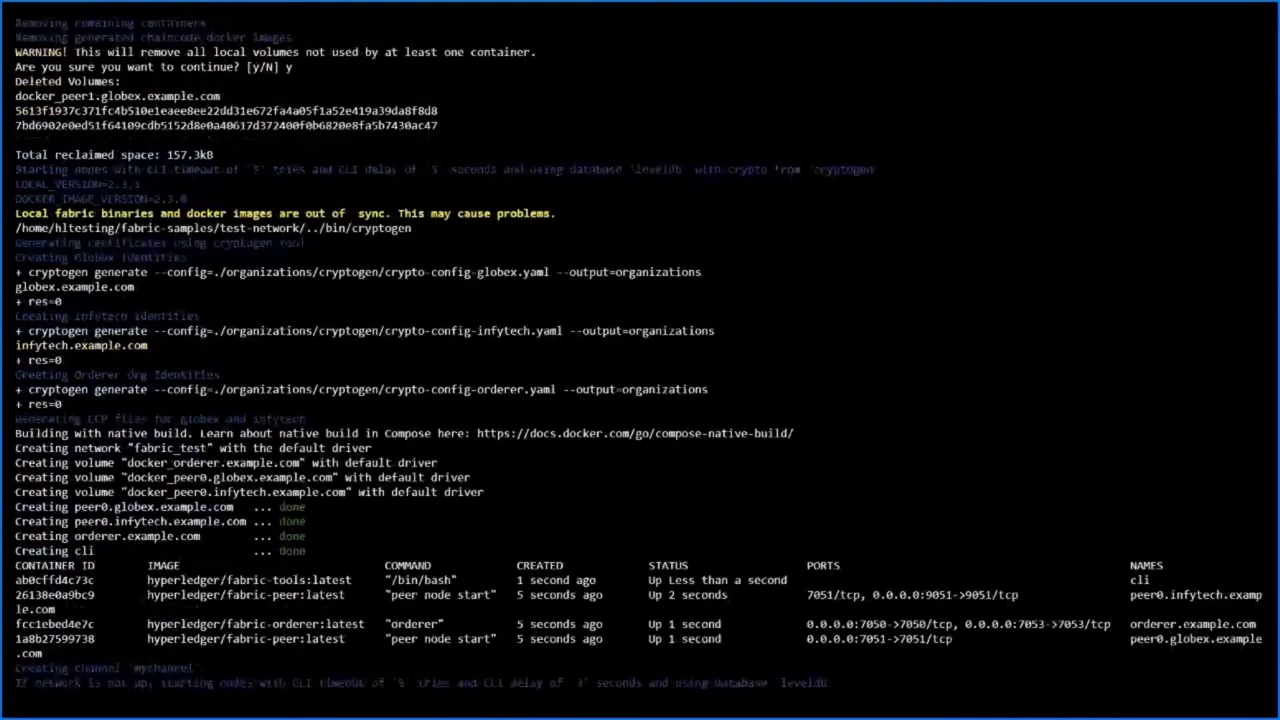 Removing remaining containers
Removing generated chaincode docker images
WARNING! This will remove all local volumes not used by at least one container.
Are you sure you want to continue? [y/N] y
Deleted Volumes:
docker_peer1.globex.example.com
5613f1937c371fc4b510e1eaee8ee22dd31e672fa4a05f1a52e419a39da8f8d8
7bd6902e0ed51f64109cdb5152d8e0a40617d372400f0b6820e8fa5b7430ac47
Total reclaimed space: 157.3kB
Starting nodes with CLI timeout of '5' tries and CLI delay of '3' seconds and using database 'leveldb' with crypto from 'cryptogen'
LOCAL_VERSION=2.3.1
DOCKER_IMAGE_VERSION=2.3.0
Local fabric binaries and docker images are out of  sync. This may cause problems.
/home/hltesting/fabric-samples/test-network/../bin/cryptogen
Generating certificates using cryptogen tool
Creating Globex Identities
+ cryptogen generate --config=./organizations/cryptogen/crypto-config-globex.yaml --output=organizations
globex.example.com
+ res=0
Creating infytech Identities
+ cryptogen generate --config=./organizations/cryptogen/crypto-config-infytech.yaml --output=organizations
infytech.example.com
+ res=0
Creating Orderer Org Identities
+ cryptogen generate --config=./organizations/cryptogen/crypto-config-orderer.yaml --output=organizations
+ res=0
Generating CCP files for globex and infytech
Building with native build. Learn about native build in Compose here: https://docs.docker.com/go/compose-native-build/
Creating network "fabric_test" with the default driver
Creating volume "docker_orderer.example.com" with default driver
Creating volume "docker_peer0.globex.example.com" with default driver
Creating volume "docker_peer0.infytech.example.com" with default driver
Creating peer0.globex.example.com   ... done
Creating peer0.infytech.example.com ... done
Creating orderer.example.com        ... done
Creating cli                        ... done
CONTAINER ID   IMAGE   COMMAND   CREATED   STATUS   PORTS   NAMES
ab0cffd4c73c   hyperledger/fabric-tools:latest   "/bin/bash"   1 second ago   Up Less than a second   cli
26138e0a9bc9   hyperledger/fabric-peer:latest   "peer node start"   5 seconds ago   Up 2 seconds   7051/tcp, 0.0.0.0:9051->9051/tcp   peer0.infytech.examp
le.com
fcc1ebed4e7c   hyperledger/fabric-orderer:latest   "orderer"   5 seconds ago   Up 1 second   0.0.0.0:7050->7050/tcp, 0.0.0.0:7053->7053/tcp   orderer.example.com
1a8b27599738   hyperledger/fabric-peer:latest   "peer node start"   5 seconds ago   Up 1 second   0.0.0.0:7051->7051/tcp   peer0.globex.example
.com
Creating channel 'mychannel'.
If network is not up, starting nodes with CLI timeout of '5' tries and CLI delay of '3' seconds and using database 'leveldb